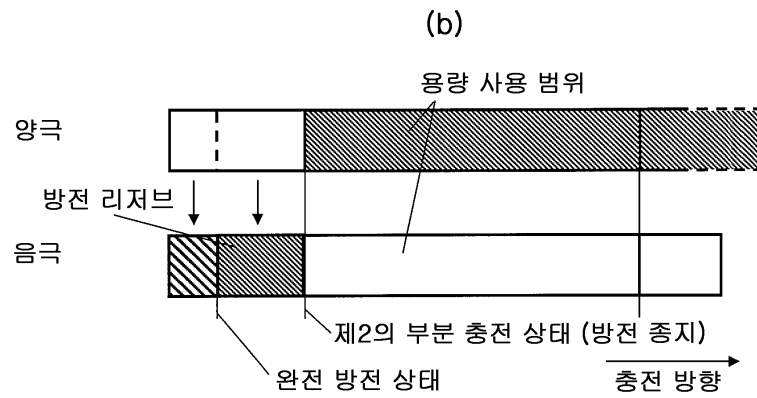 (b)
용량 사용 범위
양극
방전 리저브
음극
제2의 부분 충전 상태 (방전 종지)
완전 방전 상태
충전 방향